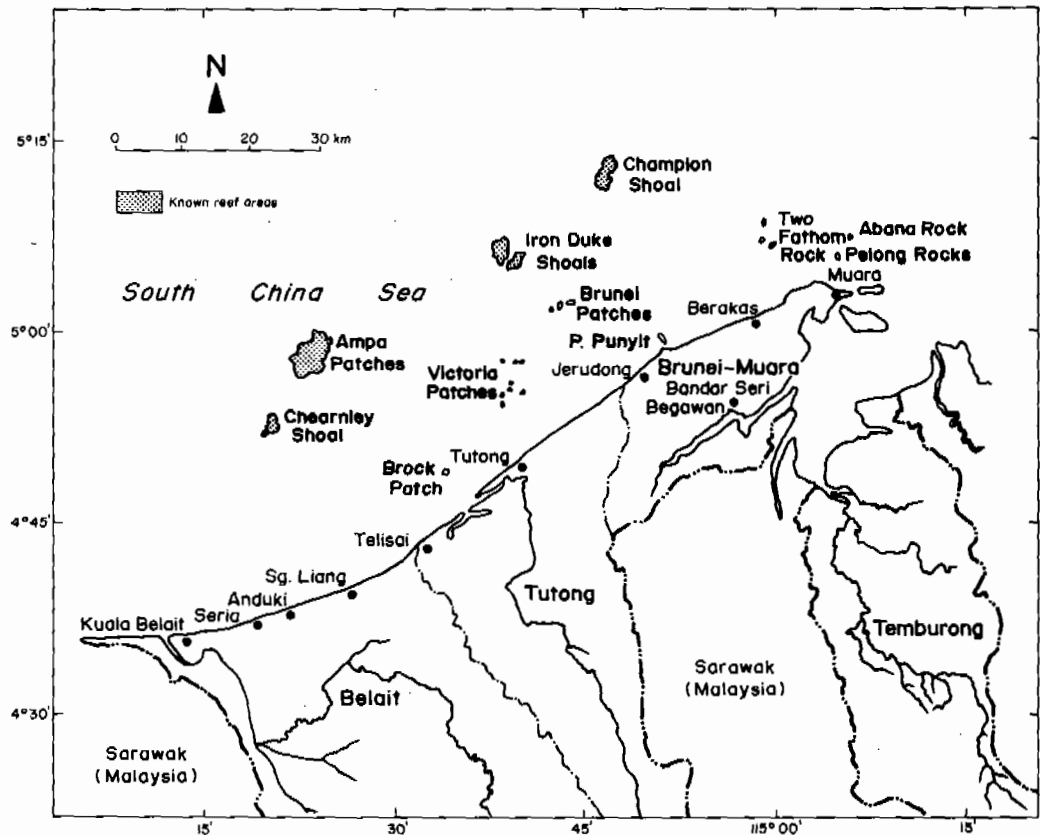 N
0 10 20 30 km
5°15'
Known reef areas
Champion
Shoal
Two
Fathom
Rock
Abana Rock
Pelong Rocks
Muara
Iron Duke
Shoals
South China Sea
Brunei
Patches
Berakas
5°00'
P. Punyit
Ampa
Patches
Victoria
Patches
Jerudong
Brunei-Muara
Bandar Seri
Begawan
Chearnley
Shoal
Brock
Patch
Tutong
4°45'
Telisai
Sg. Liang
Anduki
Seria
Kuala Belait
Tutong
Temburong
Sarawak
(Malaysia)
Belait
4°30'
Sarawak
(Malaysia)
15' 30' 45' 115°00' 15'